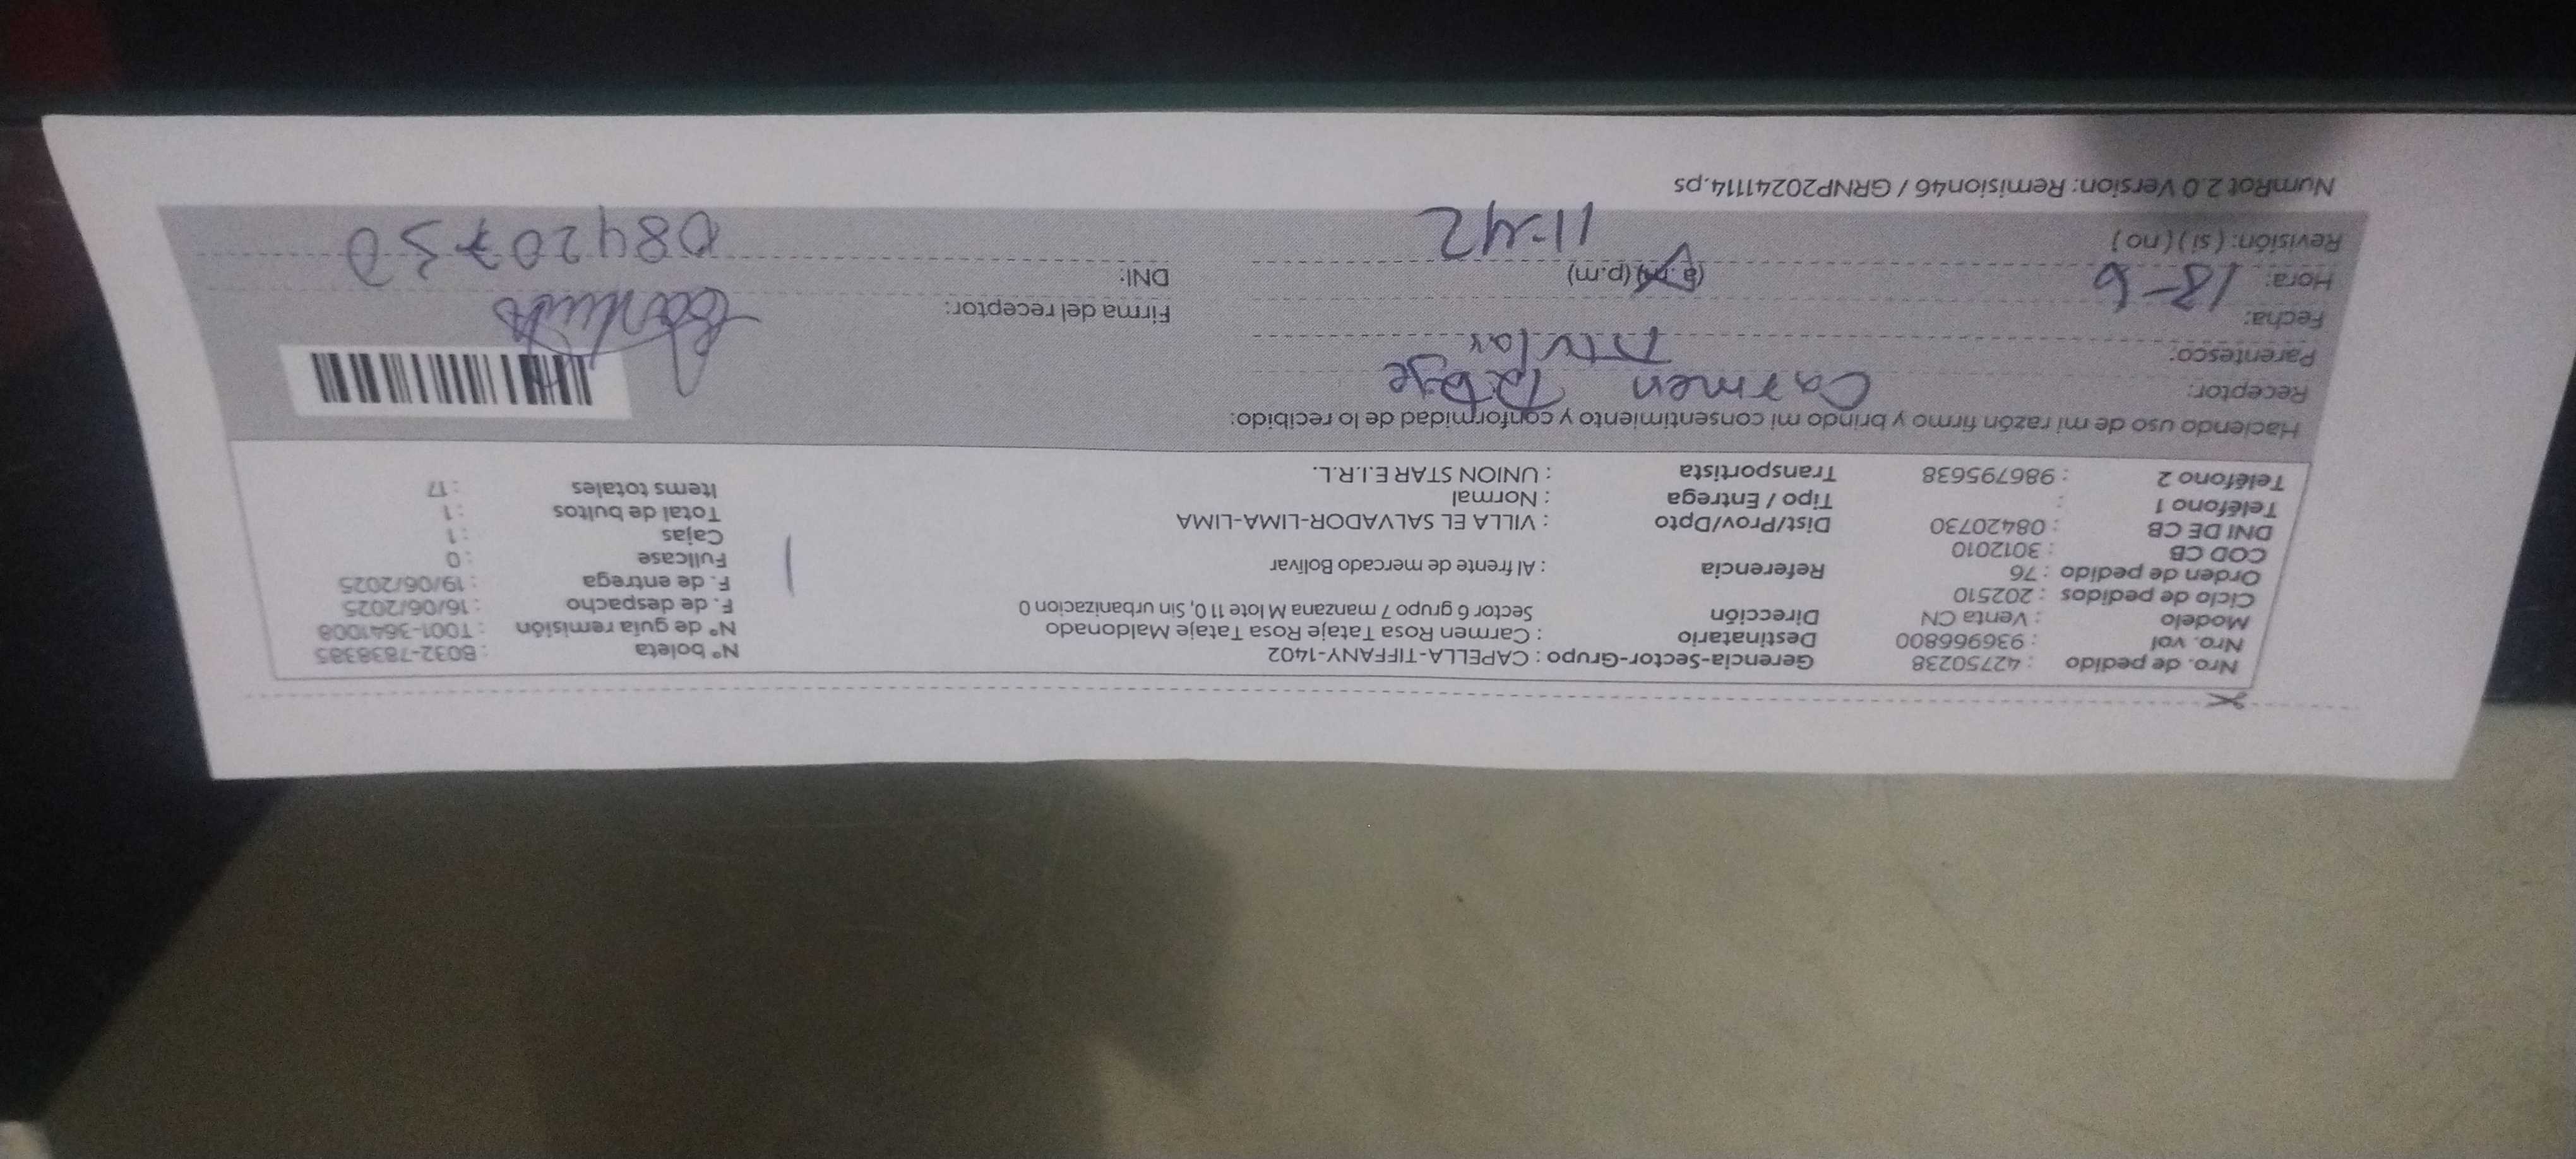 Nro. de pedido : 42750238 Gerencia-Sector-Grupo : CAPELLA-TIFFANY-1402 Nº boleta : B032-7838385
Nro. vol : 936966800 Destinatario : Carmen Rosa Tataje Rosa Tataje Maldonado Nº de guía remisión : T001-3641008
Modelo : Venta CN Dirección Sector 6 grupo 7 manzana M lote 11 0, Sin urbanizacion 0 F. de despacho : 16/06/2025
Ciclo de pedidos : 202510 F. de entrega : 19/06/2025
Orden de pedido : 76 Referencia : Al frente de mercado Bolívar Fullcase : 0
COD CB : 3012010 Cajas : 1
DNI DE CB : 08420730 Dist/Prov/Dpto : VILLA EL SALVADOR-LIMA-LIMA Total de bultos : 1
Teléfono 1 : Tipo / Entrega : Normal Items totales : 17
Teléfono 2 : 986795638 Transportista : UNION STAR E.I.R.L.
Haciendo uso de mi razón firmo y brindo mi consentimiento y conformidad de lo recibido:
Receptor: Carmen
Parentesco: Titular
Fecha: 18-6 Firma del receptor:
Hora: (a.m) (p.m) 11-42 DNI: 08420730
Revisión: ( si ) ( no )
NumRot 2.0 Version: Remision46 / GRNP20241114.ps